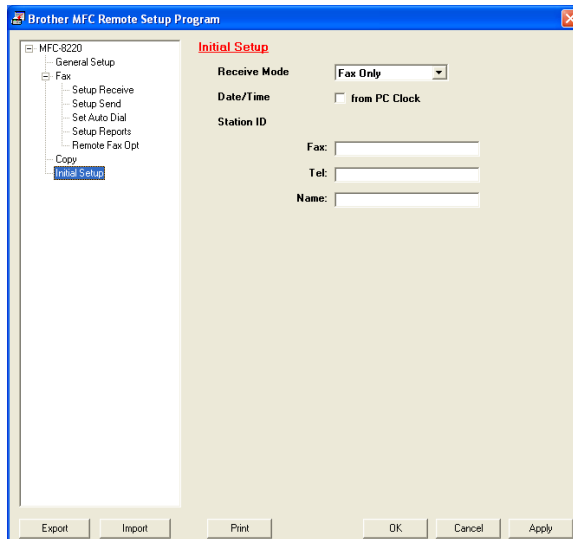 Brother MFC Remote Setup Program
MFC-8220
General Setup
Fax
Setup Receive
Setup Send
Set Auto Dial
Setup Reports
Remote Fax Opt
Copy
Initial Setup
Initial Setup
Receive Mode Fax Only
Date/Time from PC Clock
Station ID
Fax:
Tel:
Name:
Export Import Print OK Cancel Apply